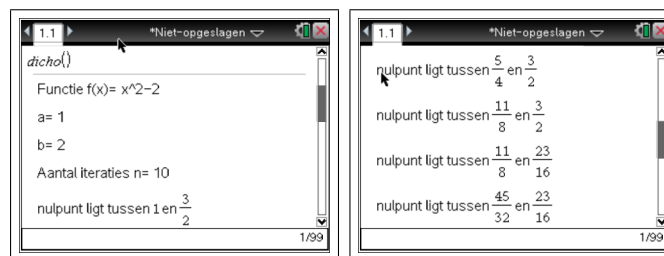 1.1
*Niet-opgeslagen
dicho()
Functie f(x)= x^2-2
a= 1
b= 2
Aantal iteraties n= 10
nulpunt ligt tussen 1 en 3/2
1/99
1.1
*Niet-opgeslagen
nulpunt ligt tussen 5/4 en 3/2
nulpunt ligt tussen 11/8 en 3/2
nulpunt ligt tussen 11/8 en 23/16
nulpunt ligt tussen 45/32 en 23/16
1/99